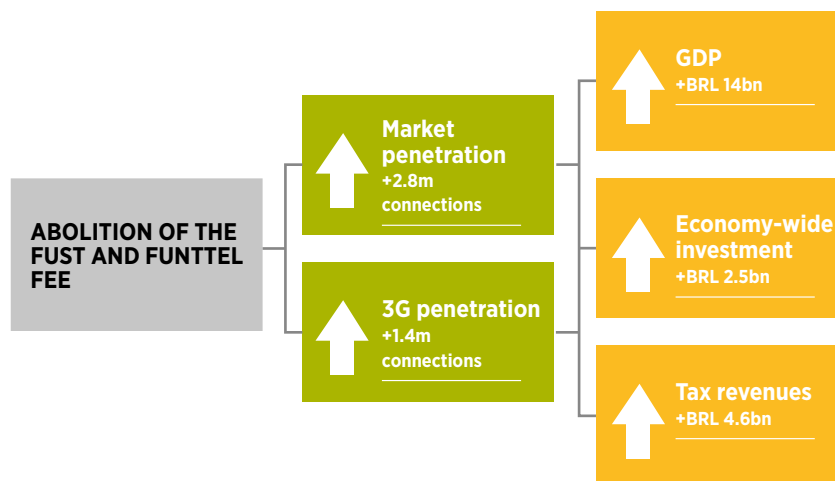 ABOLITION OF THE
FUST AND FUNTTEL
FEE
Market
penetration
+2.8m
connections
3G penetration
+1.4m
connections
GDP
+BRL 14bn
Economy-wide
investment
+BRL 2.5bn
Tax revenues
+BRL 4.6bn